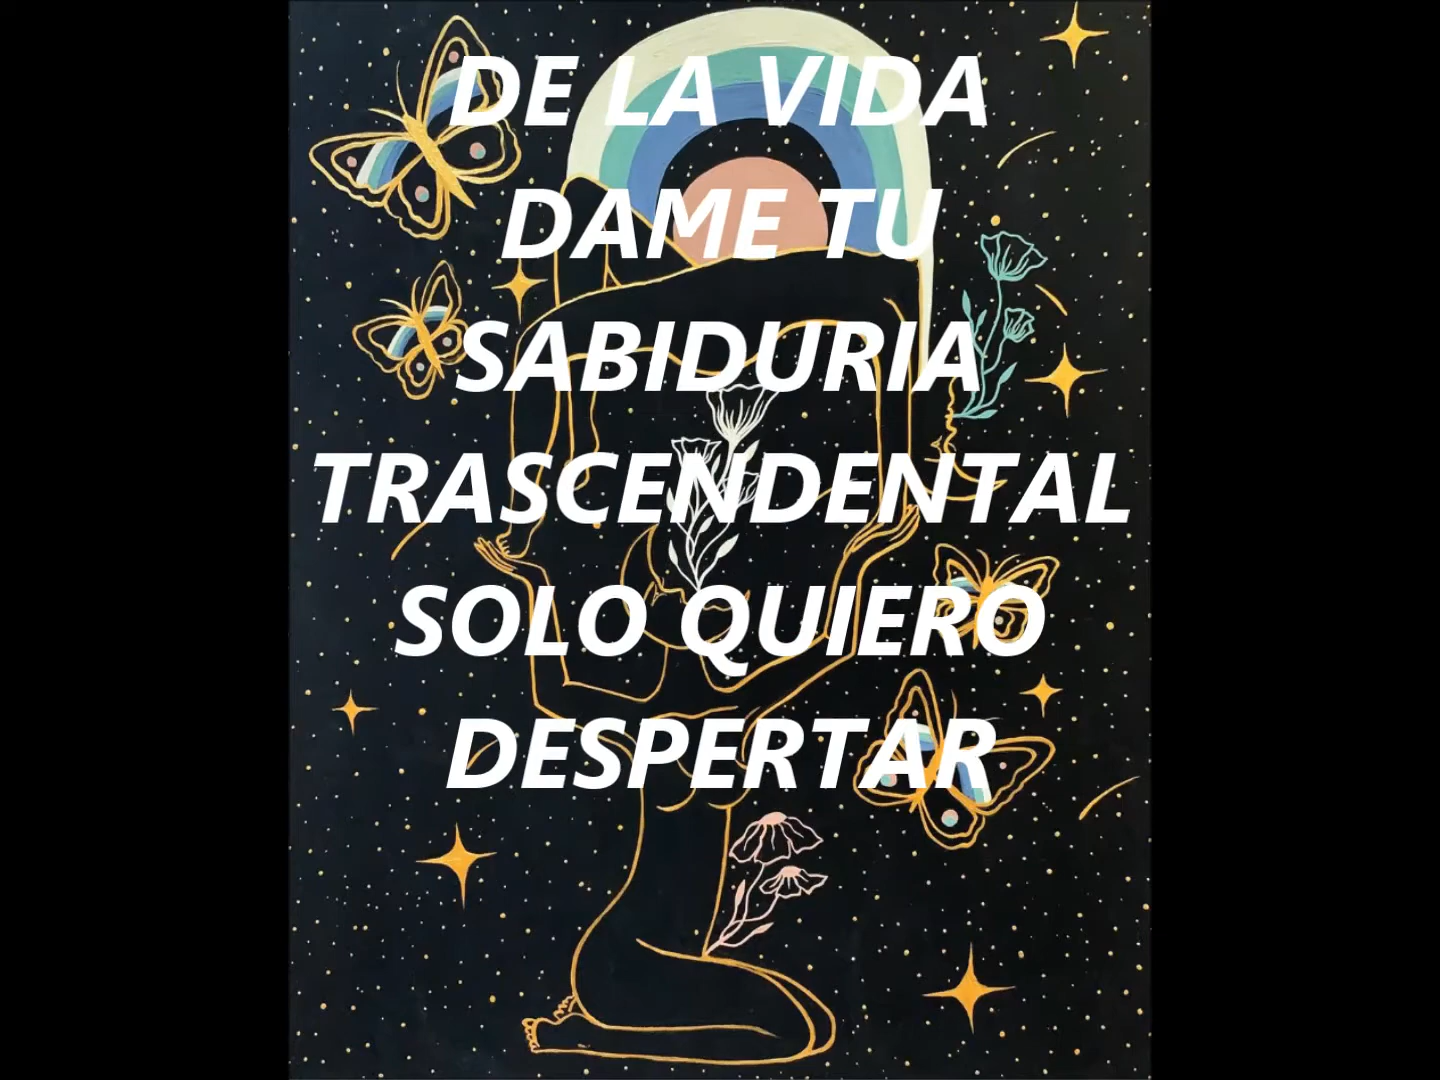 DE LA VIDA
DAME TU
SABIDURIA
TRASCENDENTAL
SOLO QUIERO
DESPERTAR